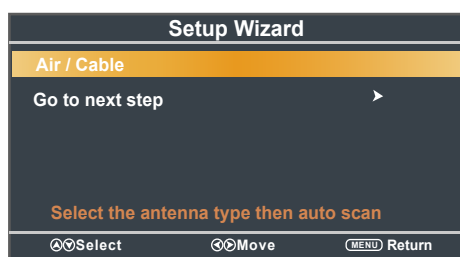 Setup Wizard
Air / Cable
Go to next step
Select the antenna type then auto scan
Select Move MENU Return